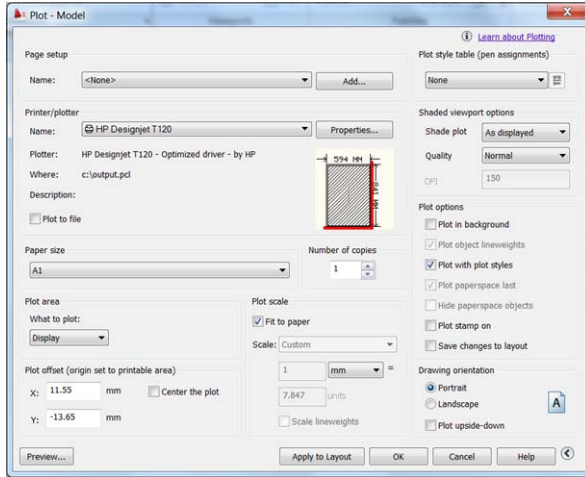 Plot - Model
Learn about Plotting
Page setup
Name: <None> Add...
Plot style table (pen assignments)
None
Printer/plotter
Name: HP Designjet T120 Properties...
Plotter: HP Designjet T120 - Optimized driver - by HP
Where: c:\output.pcl
Description:
Plot to file
594 MM
841 MM
Shaded viewport options
Shade plot As displayed
Quality Normal
DPI 150
Paper size
A1
Number of copies
1
Plot options
Plot in background
Plot object lineweights
Plot with plot styles
Plot paperspace last
Hide paperspace objects
Plot stamp on
Save changes to layout
Plot area
What to plot:
Display
Plot scale
Fit to paper
Scale: Custom
1 mm =
7.847 units
Scale lineweights
Plot offset (origin set to printable area)
X: 11.55 mm Center the plot
Y: -13.65 mm
Drawing orientation
Portrait
Landscape
Plot upside-down
A
Preview... Apply to Layout OK Cancel Help